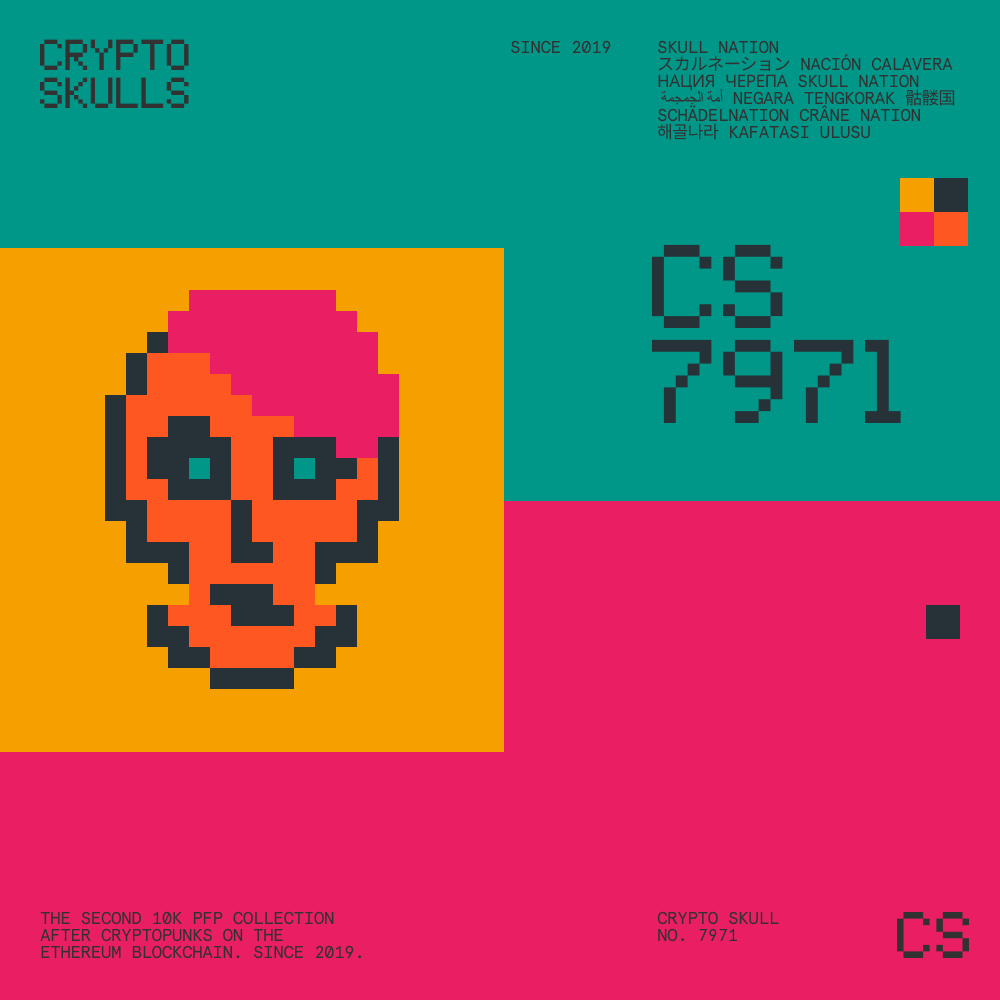 CRYPTO
SKULLS
SINCE 2019
SKULL NATION
スカルネーション NACIÓN CALAVERA
НАЦИЯ ЧЕРЕПА SKULL NATION
أمة الجمجمة NEGARA TENGKORAK 骷髅国
SCHÄDELNATION CRÂNE NATION
해골나라 KAFATASI ULUSU
CS
7971
THE SECOND 10K PFP COLLECTION
AFTER CRYPTOPUNKS ON THE
ETHEREUM BLOCKCHAIN. SINCE 2019.
CRYPTO SKULL
NO. 7971
CS